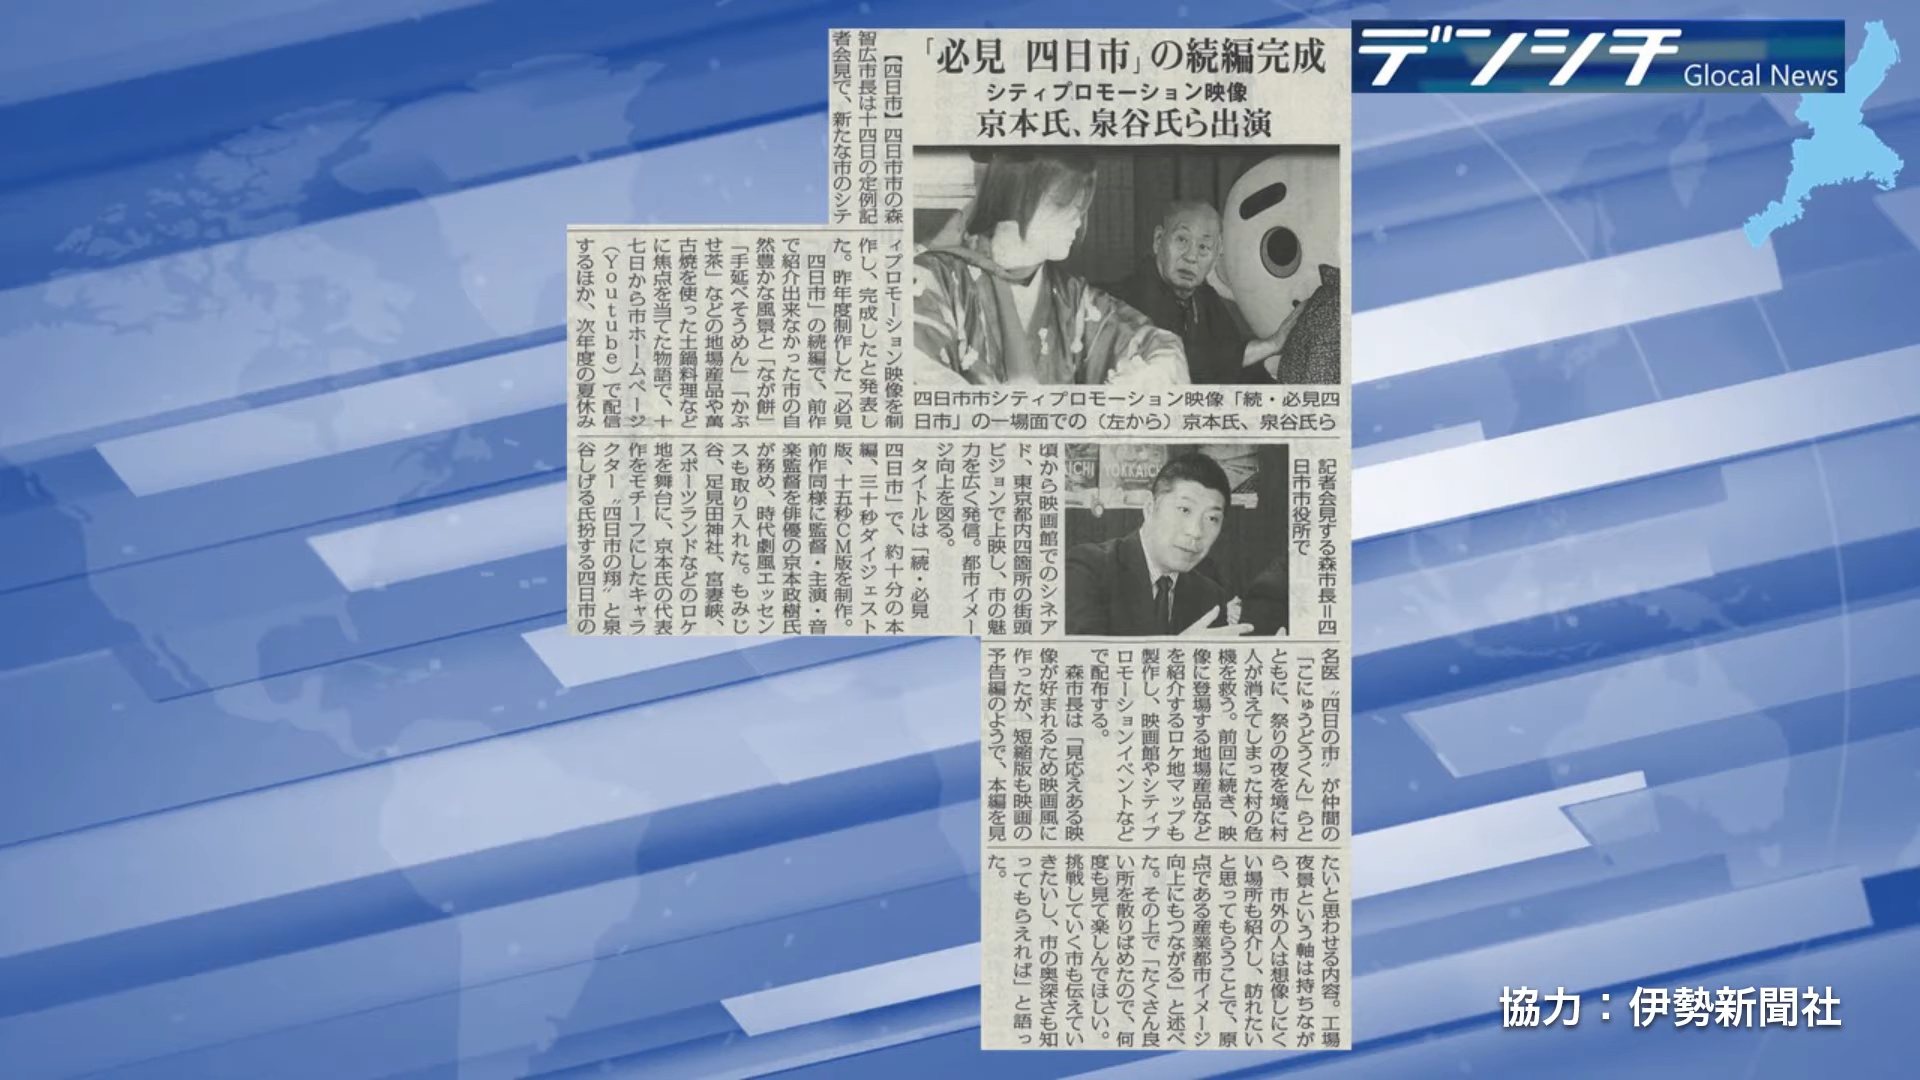 デンシチ
Glocal News
「必見 四日市」の続編完成
シティプロモーション映像
京本氏、泉谷氏ら出演
【四日市】四日市市の森
智広市長は十四日の定例記
者会見で、新たな市のシテ
ィプロモーション映像を制
作し、完成したと発表し
た。昨年度制作した「必見
四日市」の続編で、前作
で紹介出来なかった市の自
然豊かな風景と「なが餅」
「手延べそうめん」「かぶ
せ茶」などの地場産品や萬
古焼を使った土鍋料理など
に焦点を当てた物語で、十
七日から市ホームページ
(Youtube)で配信
するほか、次年度の夏休み
四日市市シティプロモーション映像「続・必見四
日市」の一場面での(左から)京本氏、泉谷氏ら
記者会見する森市長＝四
日市市役所で
頃から映画館でのシネア
ド、東京都内四箇所の街頭
ビジョンで上映し、市の魅
力を広く発信。都市イメー
ジ向上を図る。
タイトルは「続・必見
四日市」で、約十分の本
編、三十秒ダイジェスト
版、十五秒CM版を制作。
前作同様に監督・主演・音
楽監督を俳優の京本政樹氏
が務め、時代劇風エッセン
スも取り入れた。もみじ
谷、足見田神社、宮妻峡、
スポーツランドなどのロケ
地を舞台に、京本氏の代表
作をモチーフにしたキャラ
クター〝四日市の翔〟と泉
谷しげる氏扮する四日市の
名医〝四日の市〟が仲間の
「こにゅうどうくん」らと
ともに、祭りの夜を境に村
人が消えてしまった村の危
機を救う。前回に続き、映
像に登場する地場産品など
を紹介するロケ地マップも
製作し、映画館やシティプ
ロモーションイベントなど
で配布する。
森市長は「見応えある映
像が好まれるため映画風に
作ったが、短縮版も映画の
予告編のようで、本編を見
たいと思わせる内容。工場
夜景という軸は持ちなが
ら、市外の人は想像しにく
い場所も紹介し、訪れたい
と思ってもらうことで、原
点である産業都市イメージ
向上にもつながる」と述べ
た。その上で「たくさん良
い所を散りばめたので、何
度も見て楽しんでほしい。
挑戦していく市も伝えてい
きたいし、市の奥深さも知
ってもらえれば」と語っ
た。
協力：伊勢新聞社